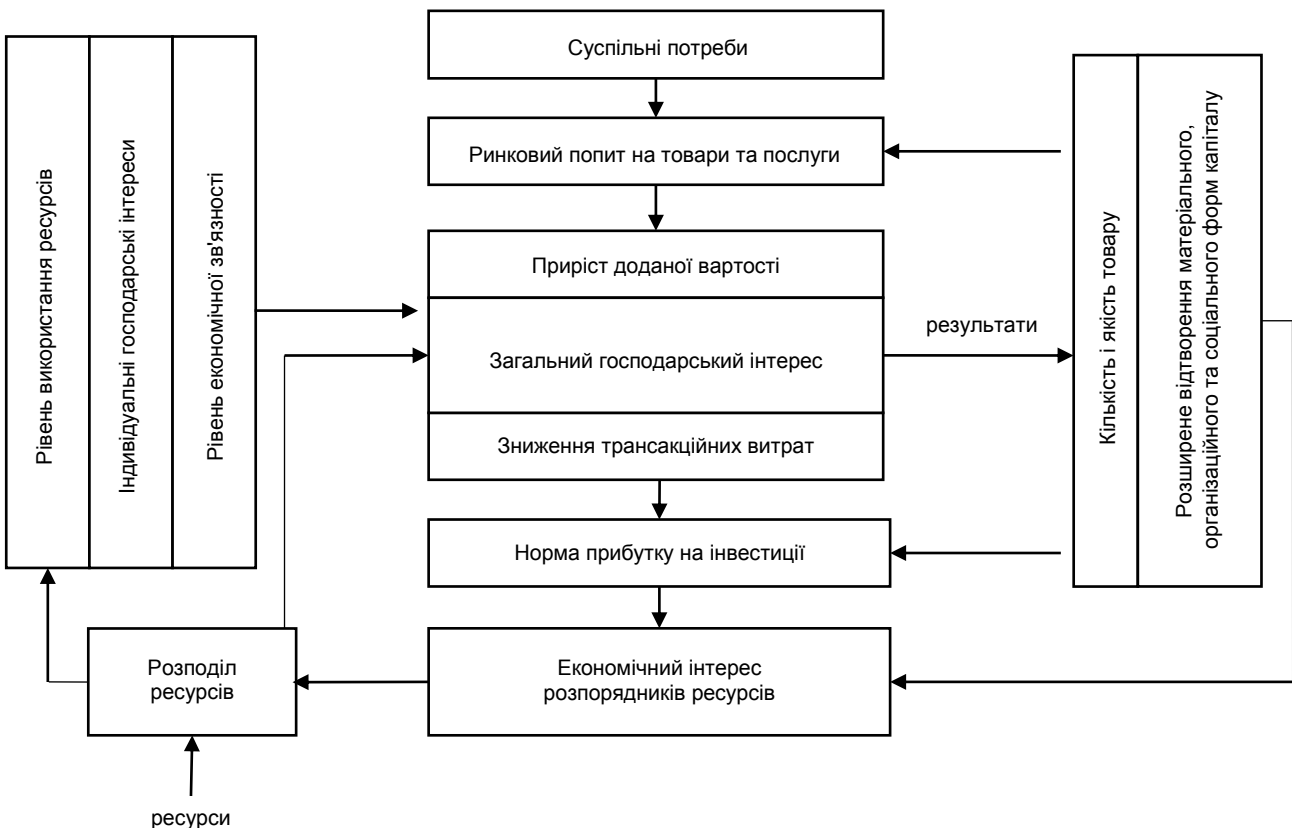 Суспільні потреби
Ринковий попит на товари та послуги
Рівень використання ресурсів
Індивідуальні господарські інтереси
Рівень економічної зв'язності
Приріст доданої вартості
Загальний господарський інтерес
Зниження трансакційних витрат
результати
Кількість і якість товару
Розширене відтворення матеріального,
організаційного та соціального форм капіталу
Норма прибутку на інвестиції
Розподіл
ресурсів
Економічний інтерес
розпорядників ресурсів
ресурси